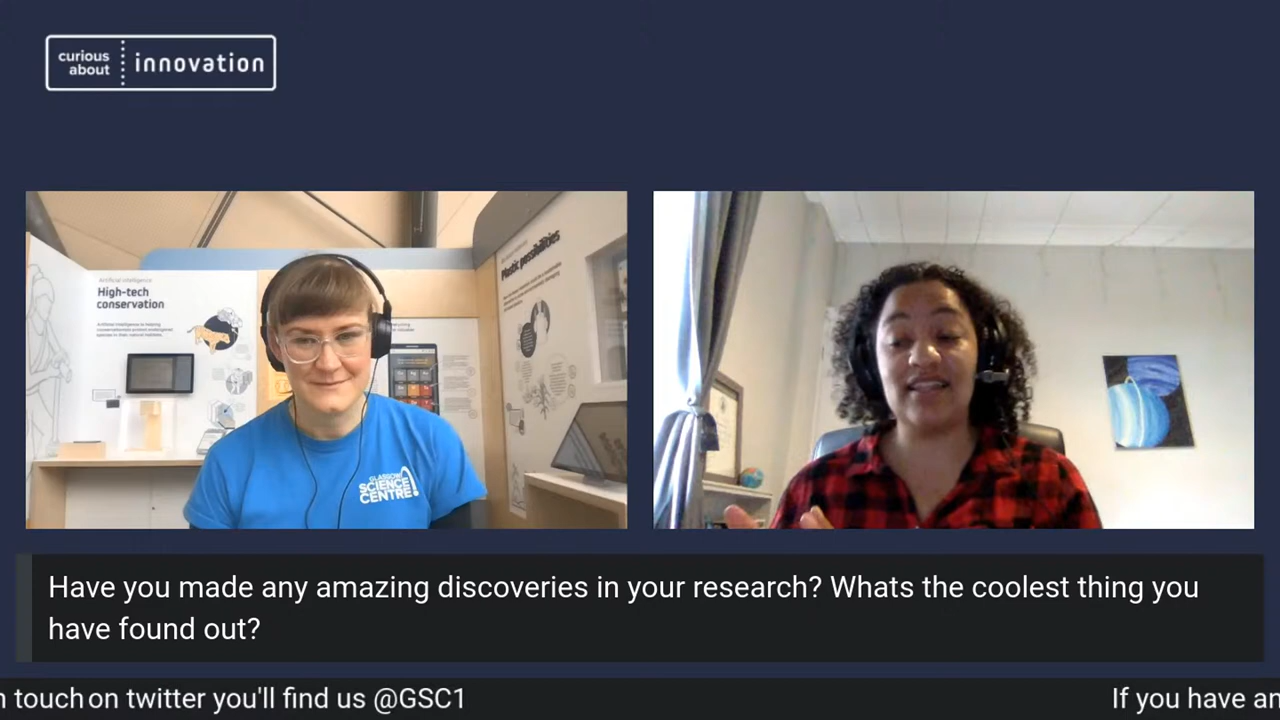 curious
about
innovation
Artificial intelligence
High-tech
conservation
Plastic possibilities
GLASGOW
SCIENCE
CENTRE!
Have you made any amazing discoveries in your research? Whats the coolest thing you
have found out?
n touch on twitter you'll find us @GSC1
If you have an